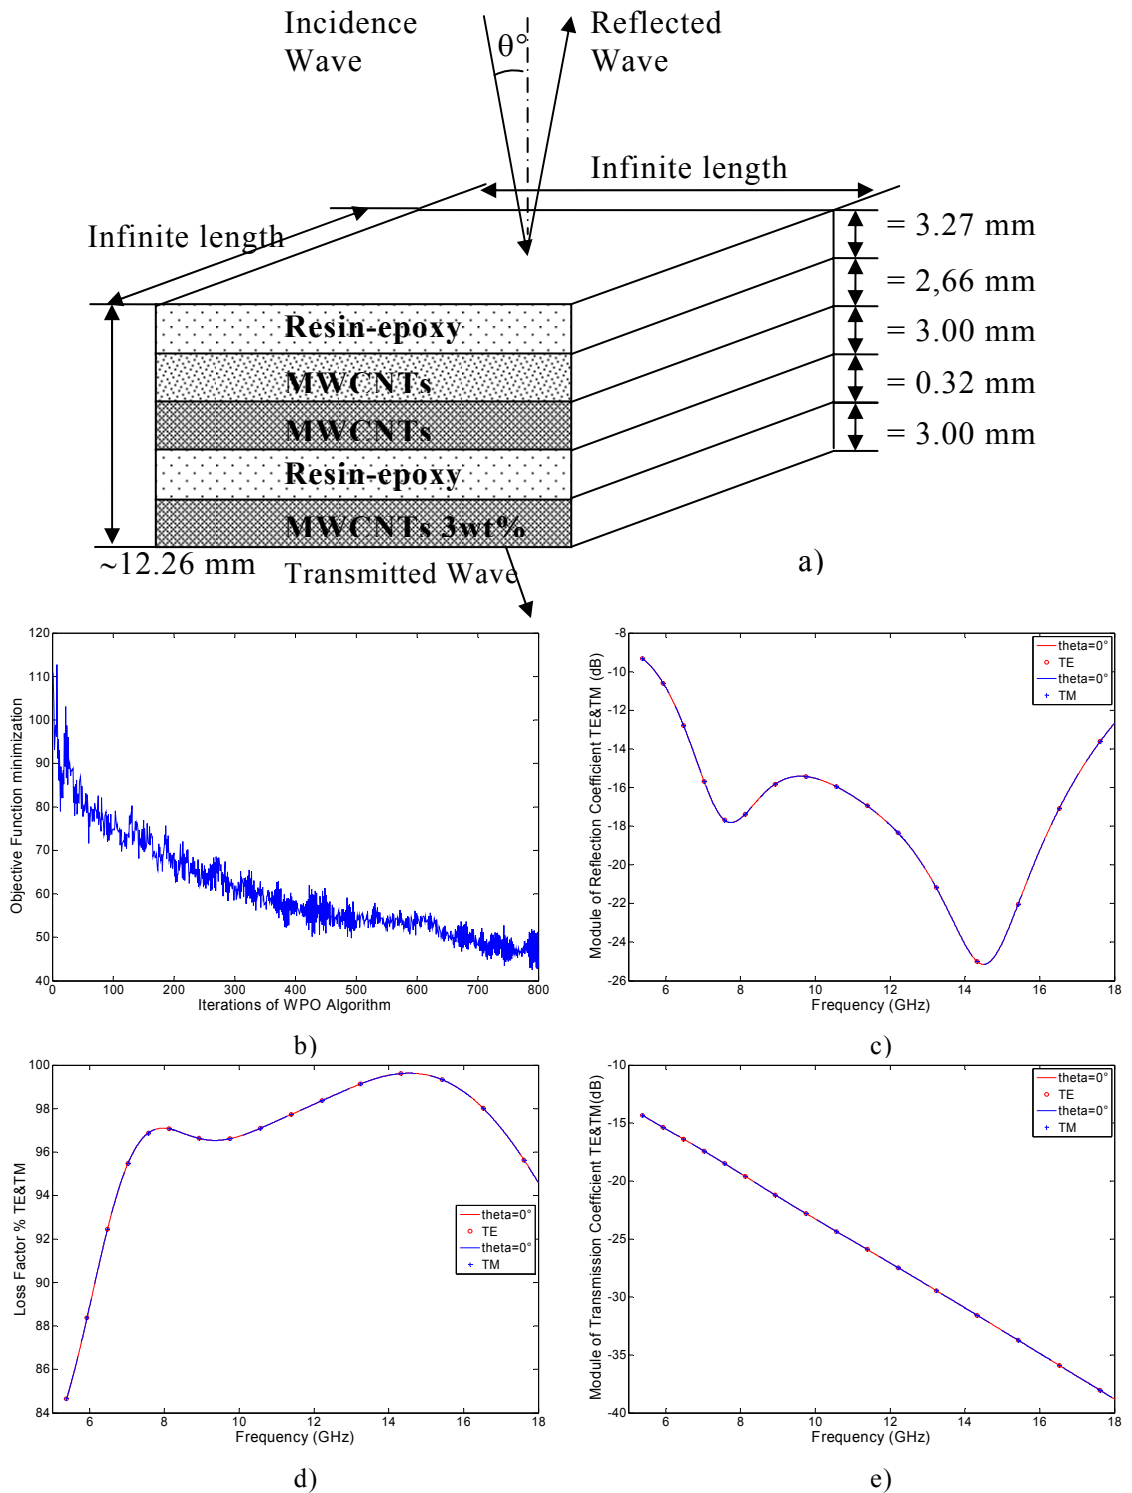 Incidence
Wave
θ°
Reflected
Wave
Infinite length
Infinite length
= 3.27 mm
= 2,66 mm
= 3.00 mm
= 0.32 mm
= 3.00 mm
Resin-epoxy
MWCNTs
MWCNTs
Resin-epoxy
MWCNTs 3wt%
~12.26 mm
Transmitted Wave
a)
Objective Function minimization
120
110
100
90
80
70
60
50
40
0 100 200 300 400 500 600 700 800
Iterations of WPO Algorithm
b)
Module of Reflection Coefficient TE&TM (dB)
-8
-10
-12
-14
-16
-18
-20
-22
-24
-26
6 8 10 12 14 16 18
Frequency (GHz)
theta=0°
TE
theta=0°
TM
c)
Loss Factor % TE&TM
100
98
96
94
92
90
88
86
84
6 8 10 12 14 16 18
Frequency (GHz)
theta=0°
TE
theta=0°
TM
d)
Module of Transmission Coefficient TE&TM(dB)
-10
-15
-20
-25
-30
-35
-40
6 8 10 12 14 16 18
Frequency (GHz)
theta=0°
TE
theta=0°
TM
e)